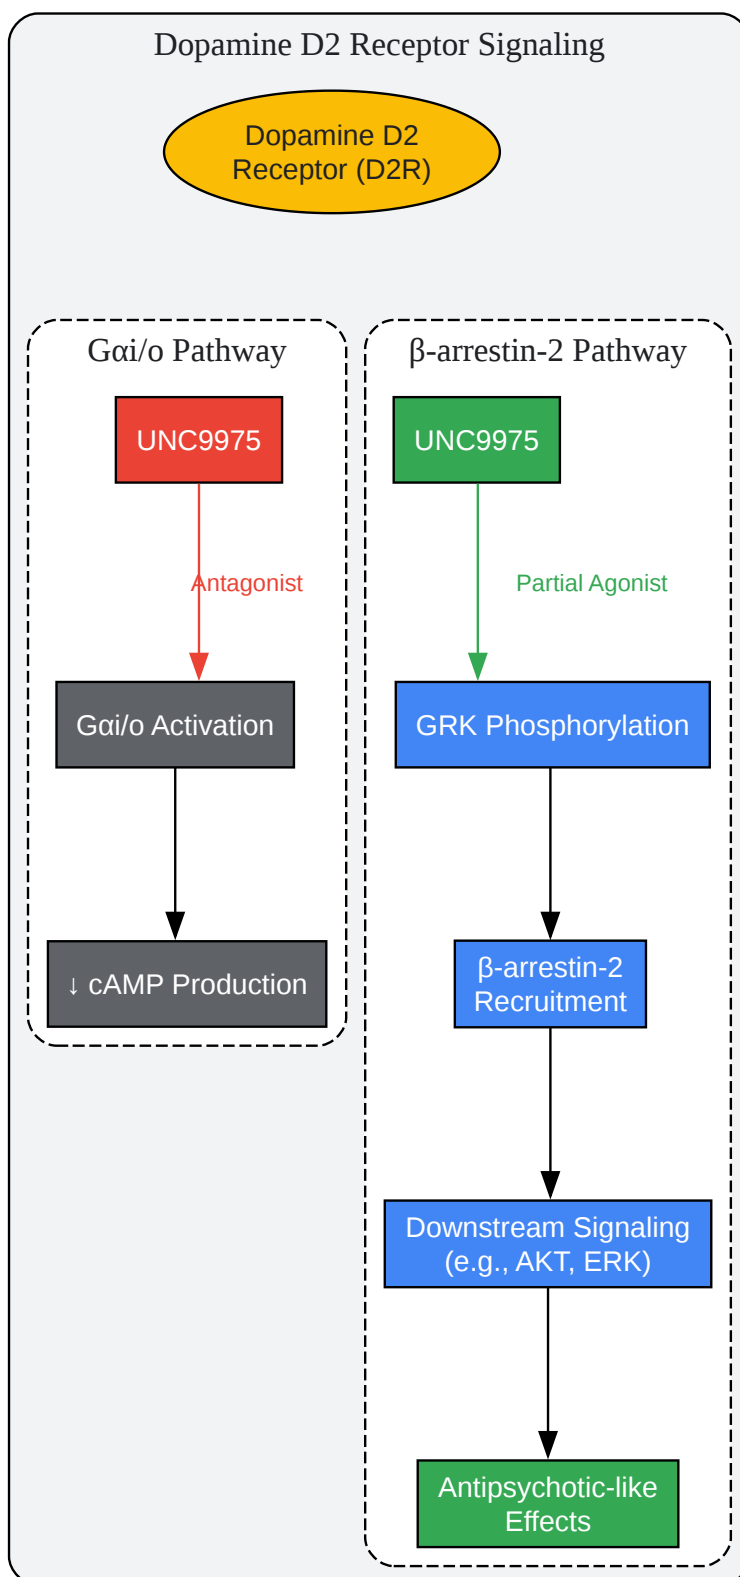 Dopamine D2 Receptor Signaling
Dopamine D2
Receptor (D2R)
Gαi/o Pathway
UNC9975
Antagonist
Gαi/o Activation
↓ cAMP Production
β-arrestin-2 Pathway
UNC9975
Partial Agonist
GRK Phosphorylation
β-arrestin-2
Recruitment
Downstream Signaling
(e.g., AKT, ERK)
Antipsychotic-like
Effects